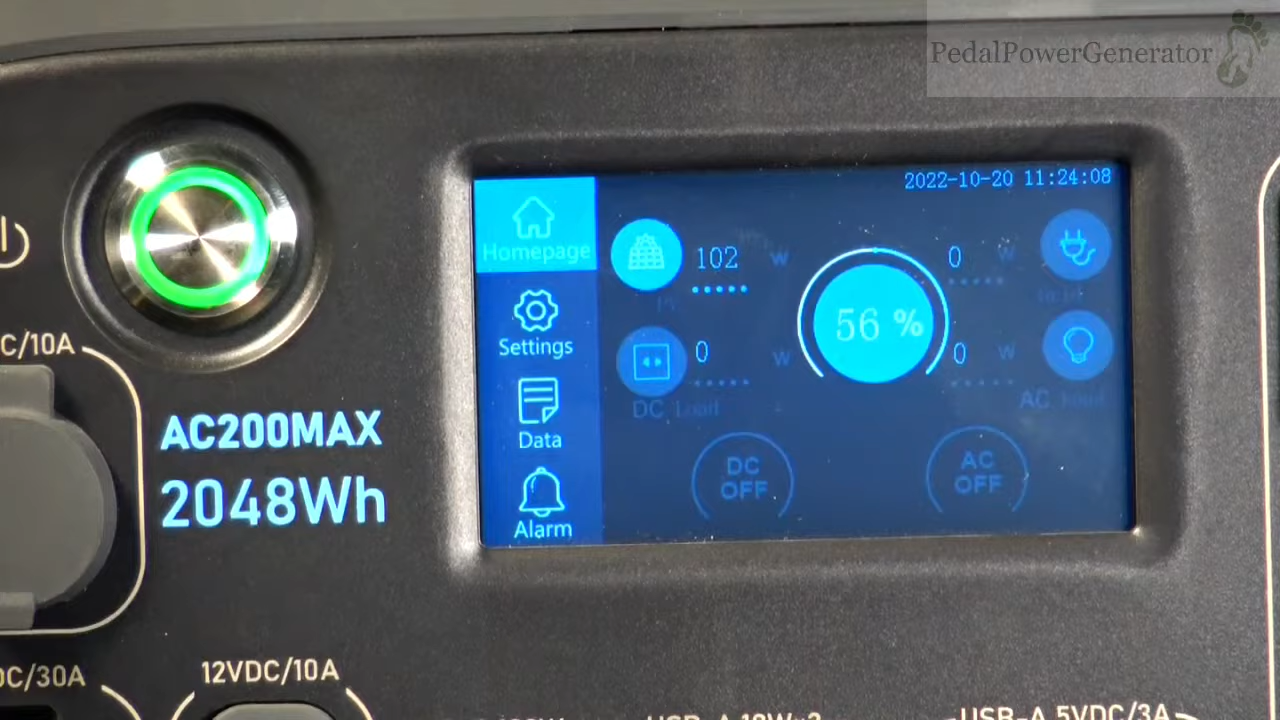 PedalPowerGenerator
2022-10-20 11:24:08
Homepage
102 W
0 W
56 %
Settings
0 W
0 W
DC Load
AC Load
Data
DC
OFF
AC
OFF
Alarm
C/10A
AC200MAX
2048Wh
DC/30A
12VDC/10A
USB-A 5VDC/3A